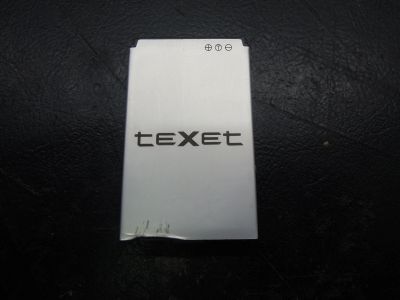 + T -
teXet